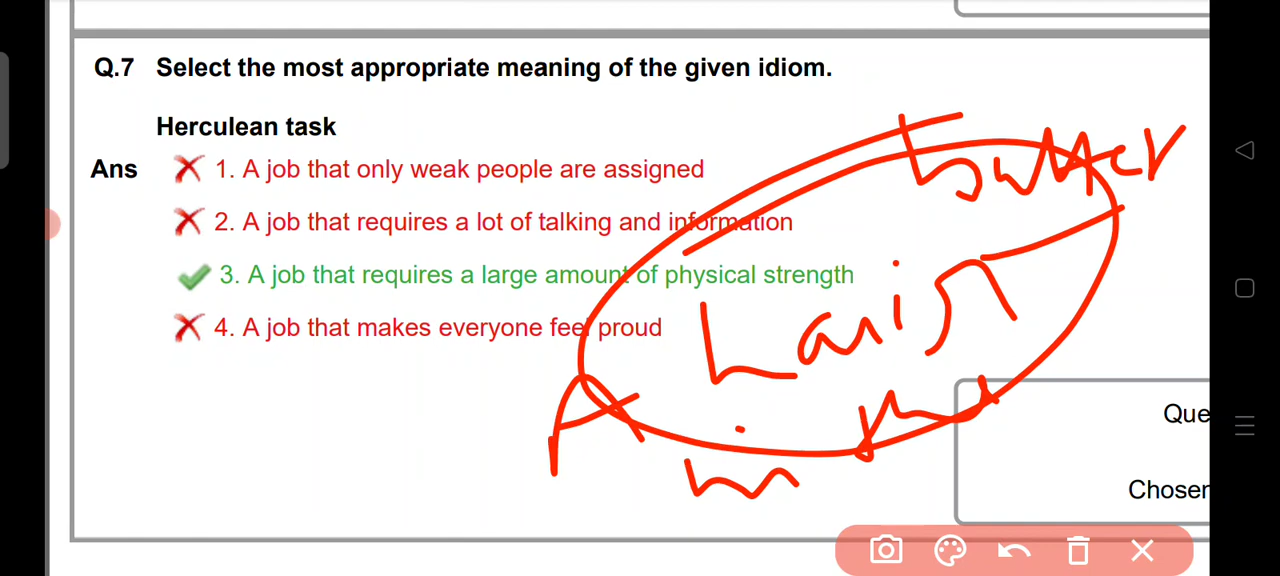 Q.7 Select the most appropriate meaning of the given idiom.
Herculean task
Ans 1. A job that only weak people are assigned
2. A job that requires a lot of talking and information
3. A job that requires a large amount of physical strength
4. A job that makes everyone feel proud
Que
Chosen